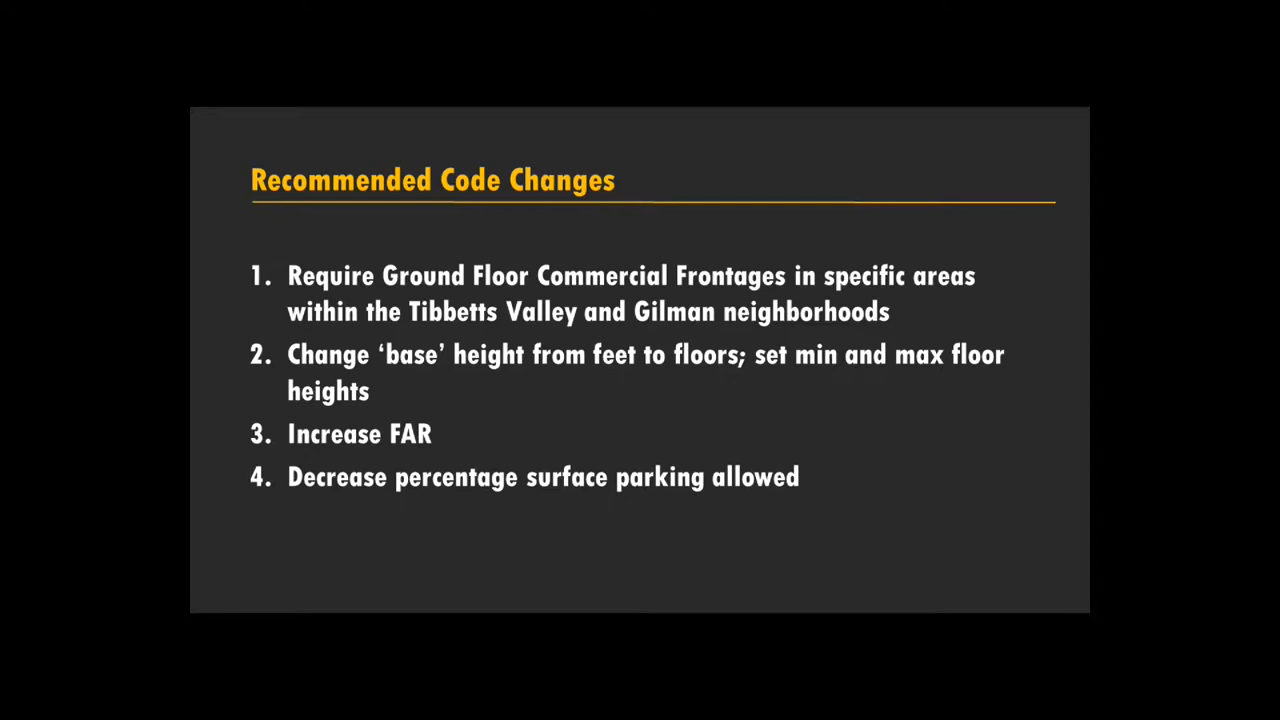 Recommended Code Changes
1. Require Ground Floor Commercial Frontages in specific areas
within the Tibbetts Valley and Gilman neighborhoods
2. Change ‘base’ height from feet to floors; set min and max floor
heights
3. Increase FAR
4. Decrease percentage surface parking allowed